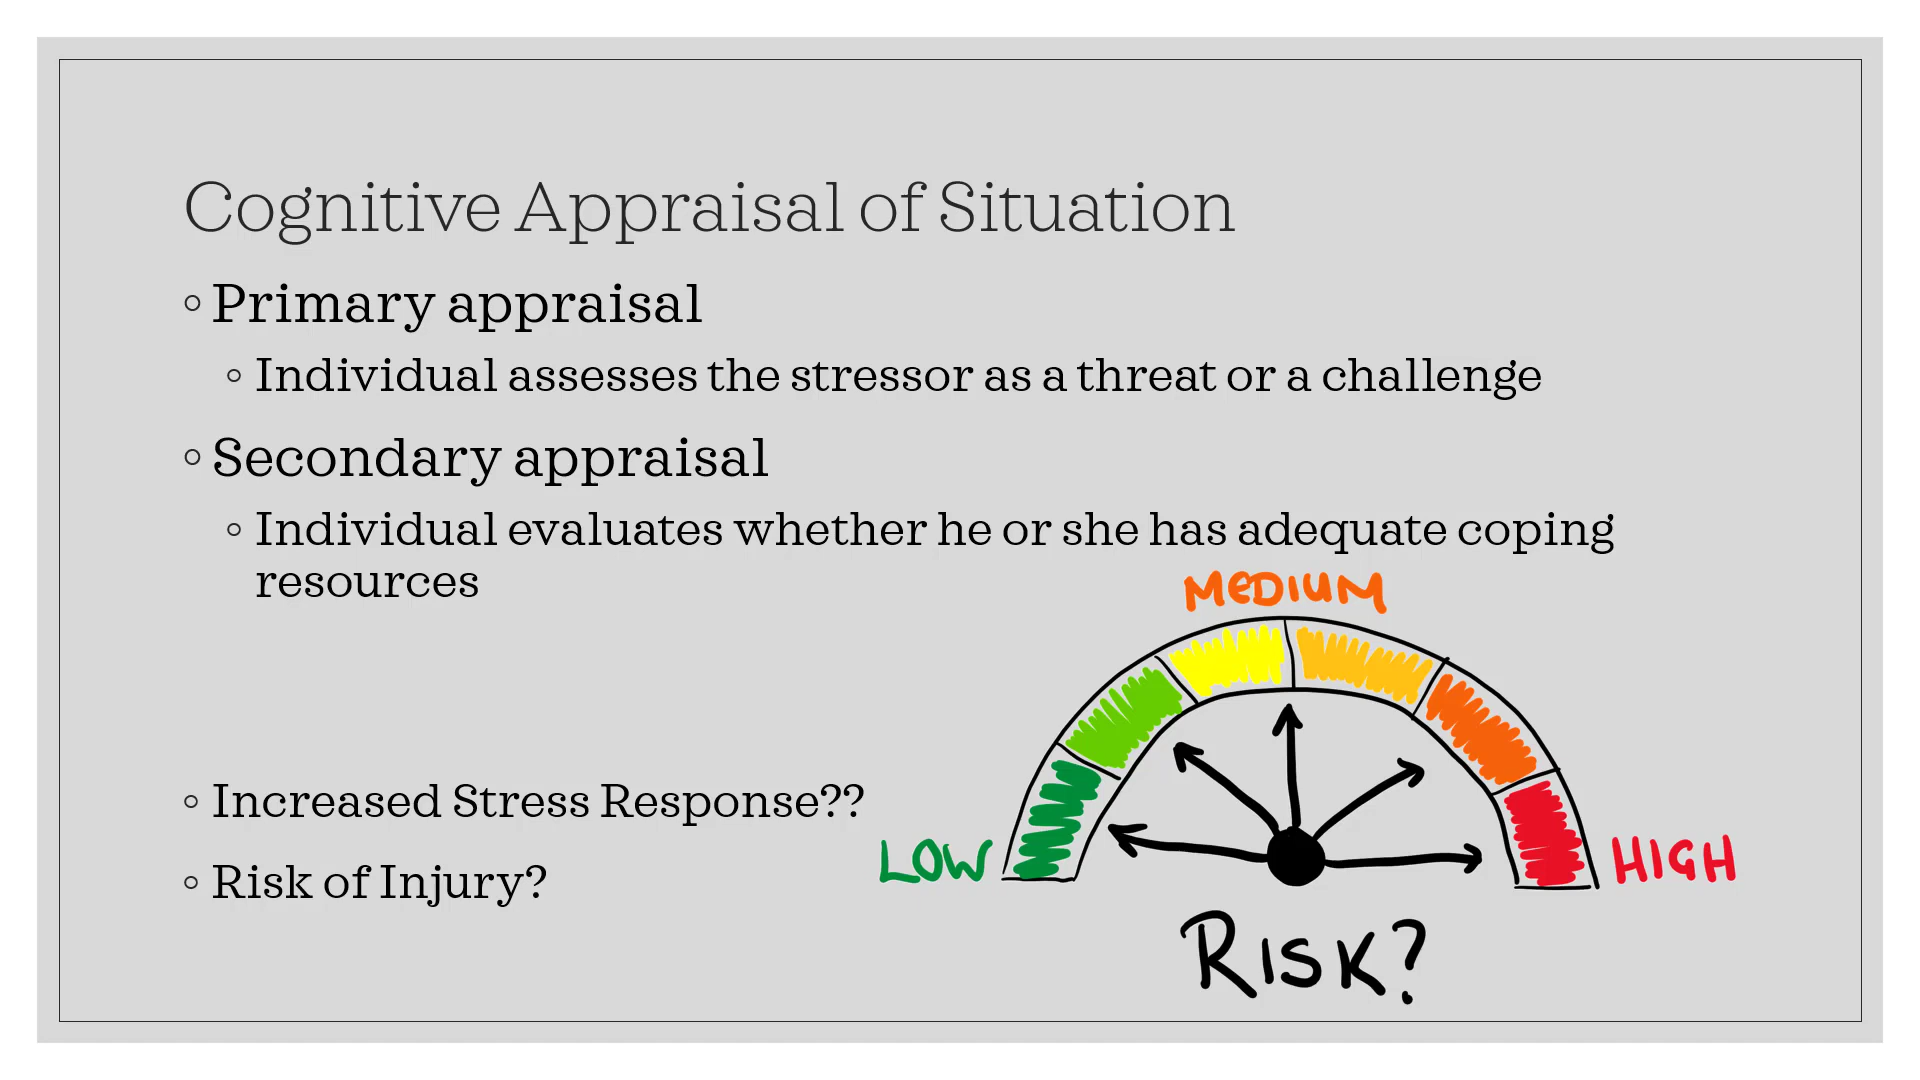 Cognitive Appraisal of Situation
◦ Primary appraisal
◦ Individual assesses the stressor as a threat or a challenge
◦ Secondary appraisal
◦ Individual evaluates whether he or she has adequate coping
resources
MEDIUM
◦ Increased Stress Response??
LOW
HIGH
◦ Risk of Injury?
RISK?